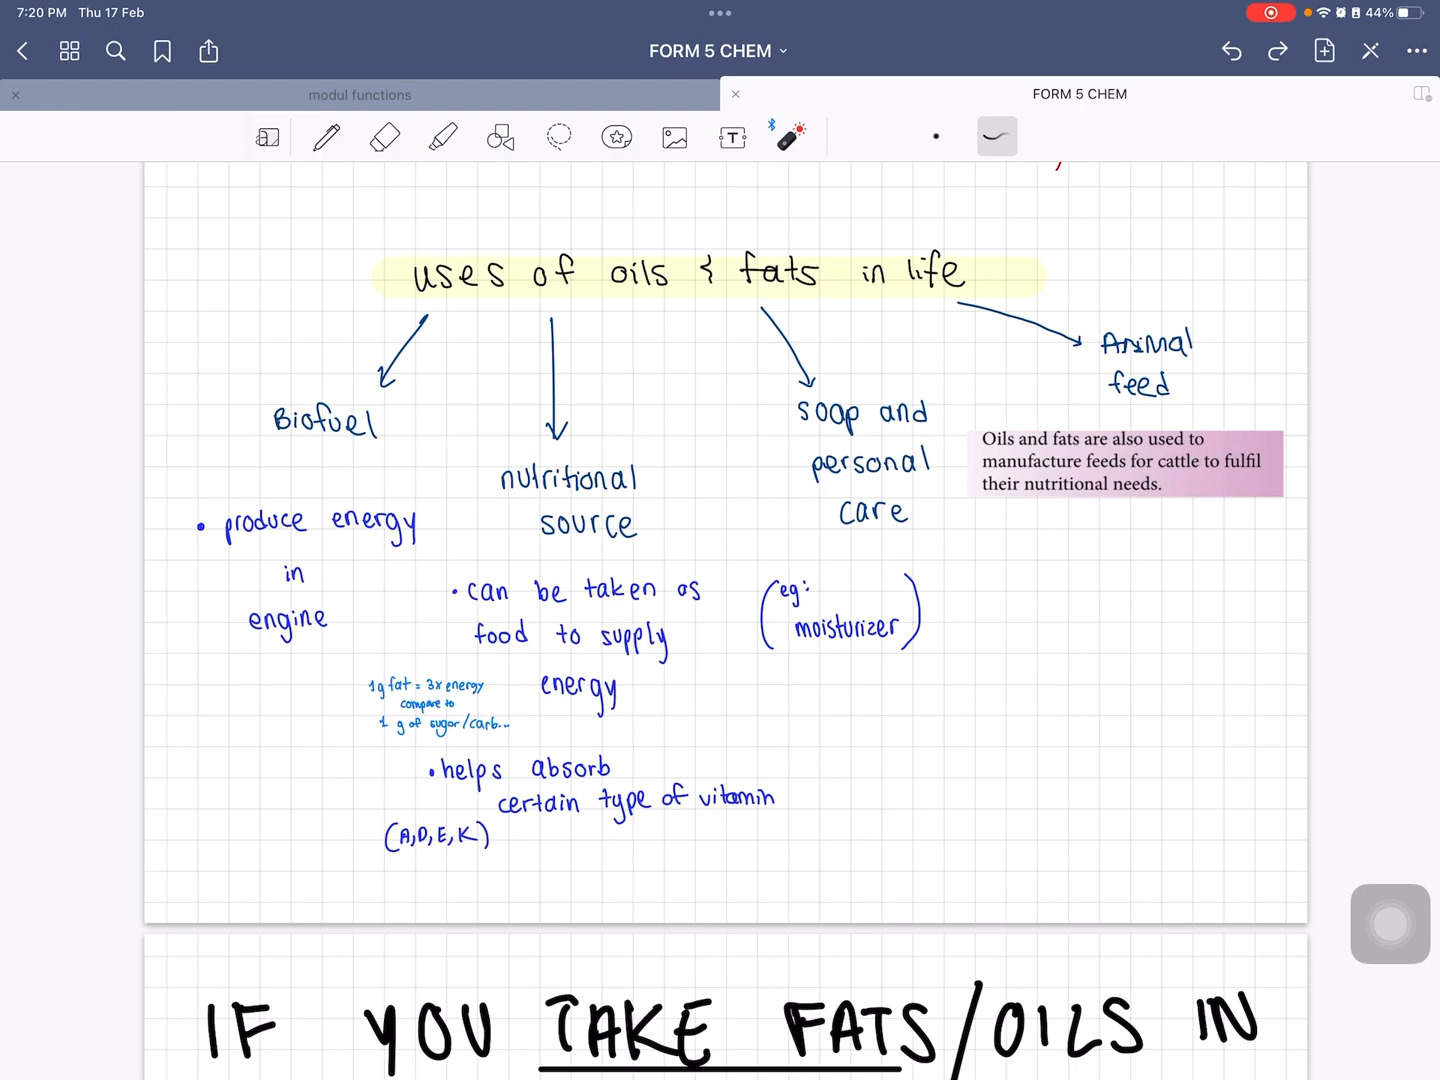 7:20 PM Thu 17 Feb
44%
FORM 5 CHEM
modul functions
FORM 5 CHEM
T
uses of oils & fats in life
Animal
feed
Biofuel
soap and
personal
care
nutritional
source
Oils and fats are also used to
manufacture feeds for cattle to fulfil
their nutritional needs.
• produce energy
in
engine
• can be taken as
food to supply
energy
(eg:
moisturizer)
1g fat = 3x energy
compare to
1 g of sugar/carb...
• helps absorb
certain type of vitamin
(A,D,E,K)
IF YOU TAKE FATS/OILS IN